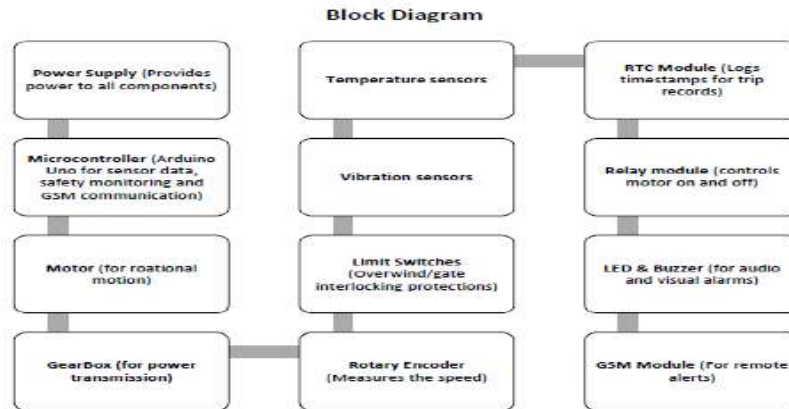 Block Diagram
Power Supply (Provides
power to all components)
Microcontroller (Arduino
Uno for sensor data,
safety monitoring and
GSM communication)
Motor (for roational
motion)
GearBox (for power
transmission)
Temperature sensors
Vibration sensors
Limit Switches
(Overwind/gate
interlocking protections)
Rotary Encoder
(Measures the speed)
RTC Module (Logs
timestamps for trip
records)
Relay module (controls
motor on and off)
LED & Buzzer (for audio
and visual alarms)
GSM Module (For remote
alerts)